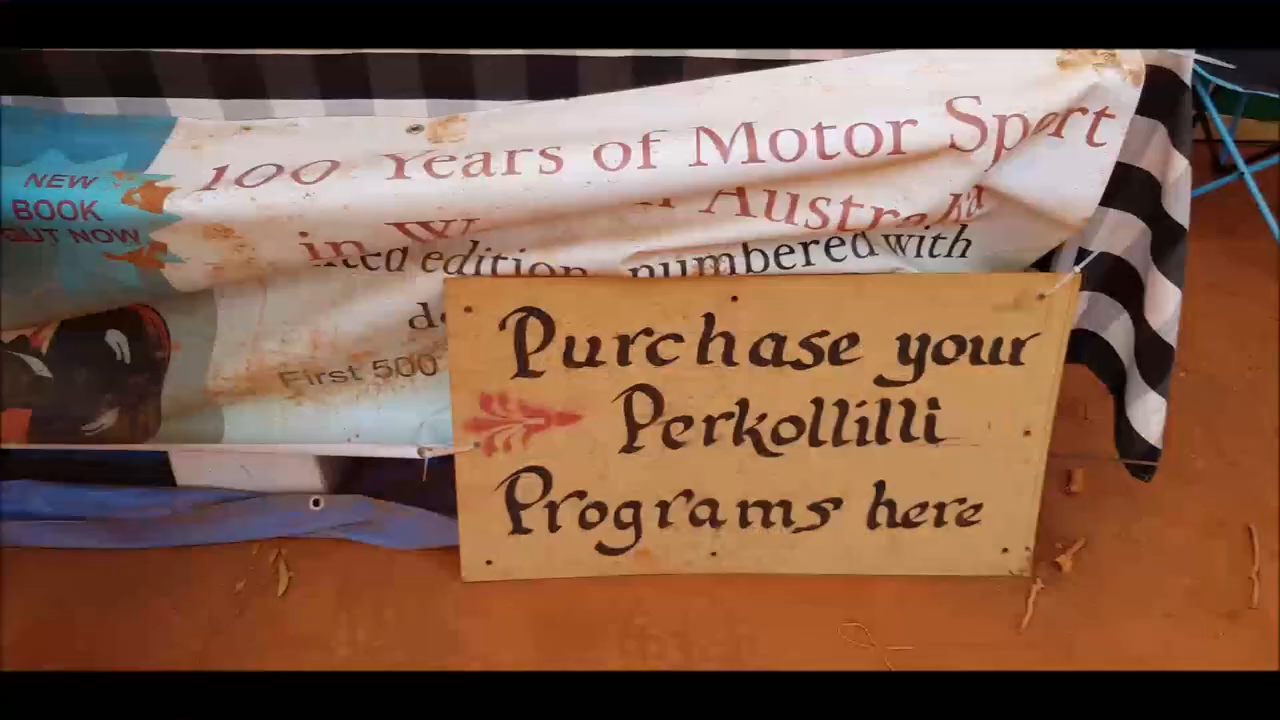 100 Years of Motor Sport
in Australia
edition numbered with
First 500
NEW
BOOK
OUT NOW
Purchase your
Perkollilli
Programs here